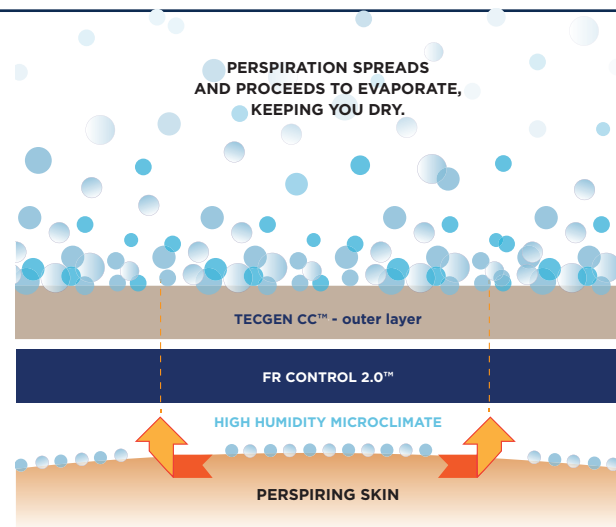 PERSPIRATION SPREADS
AND PROCEEDS TO EVAPORATE,
KEEPING YOU DRY.
TECGEN CC™ - outer layer
FR CONTROL 2.0™
HIGH HUMIDITY MICROCLIMATE
PERSPIRING SKIN